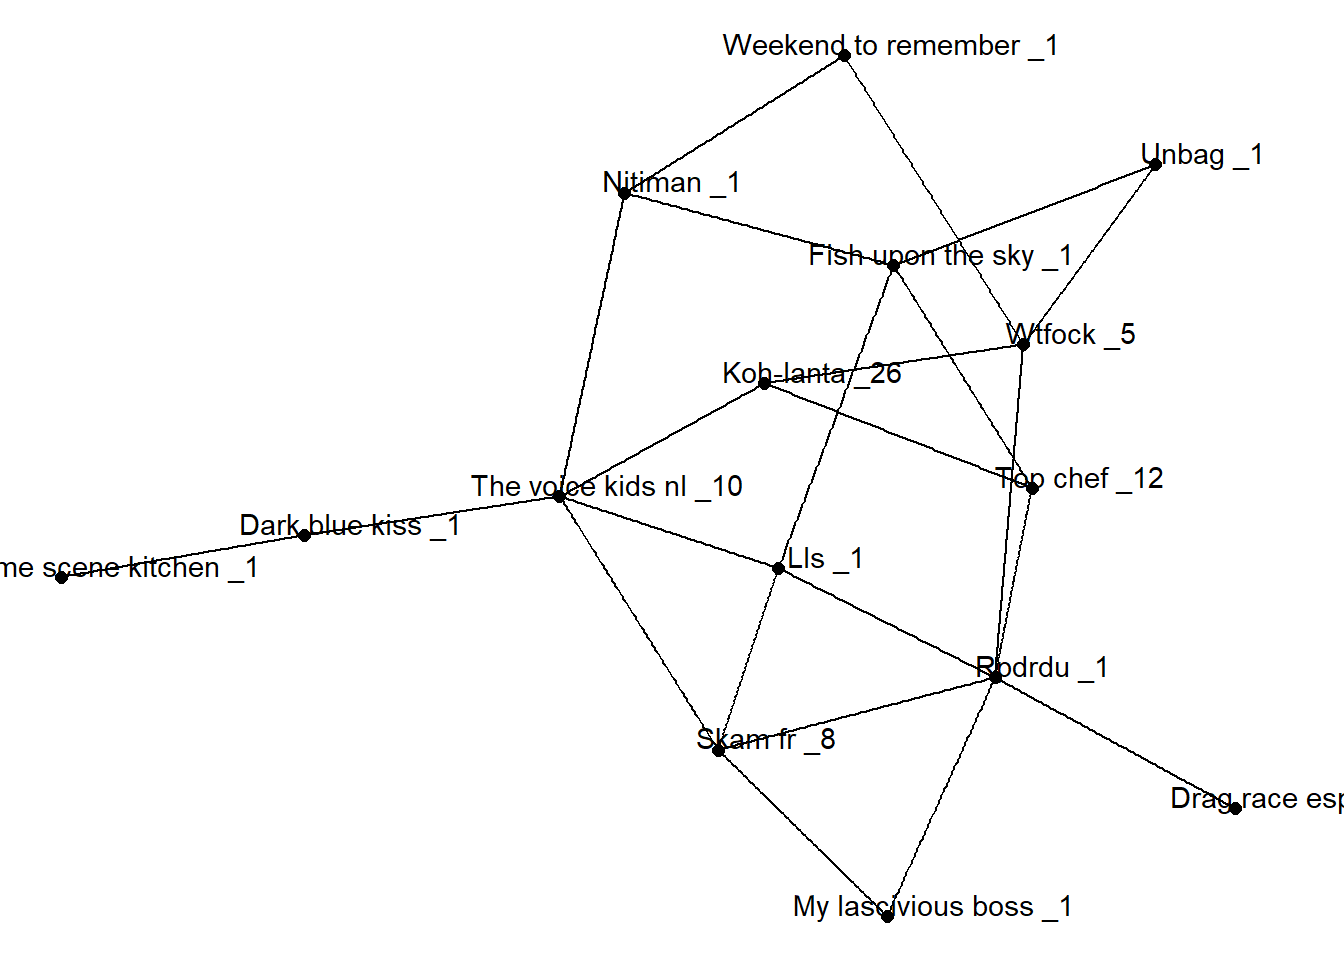 Weekend to remember _1
Unbag _1
Nitiman _1
Fish upon the sky _1
Wtfock _5
Koh-lanta _26
Top chef _12
The voice kids nl _10
Dark blue kiss _1
me scene kitchen _1
Lls _1
Rpdrdu _1
Skam fr _8
Drag race esp
My lascivious boss _1